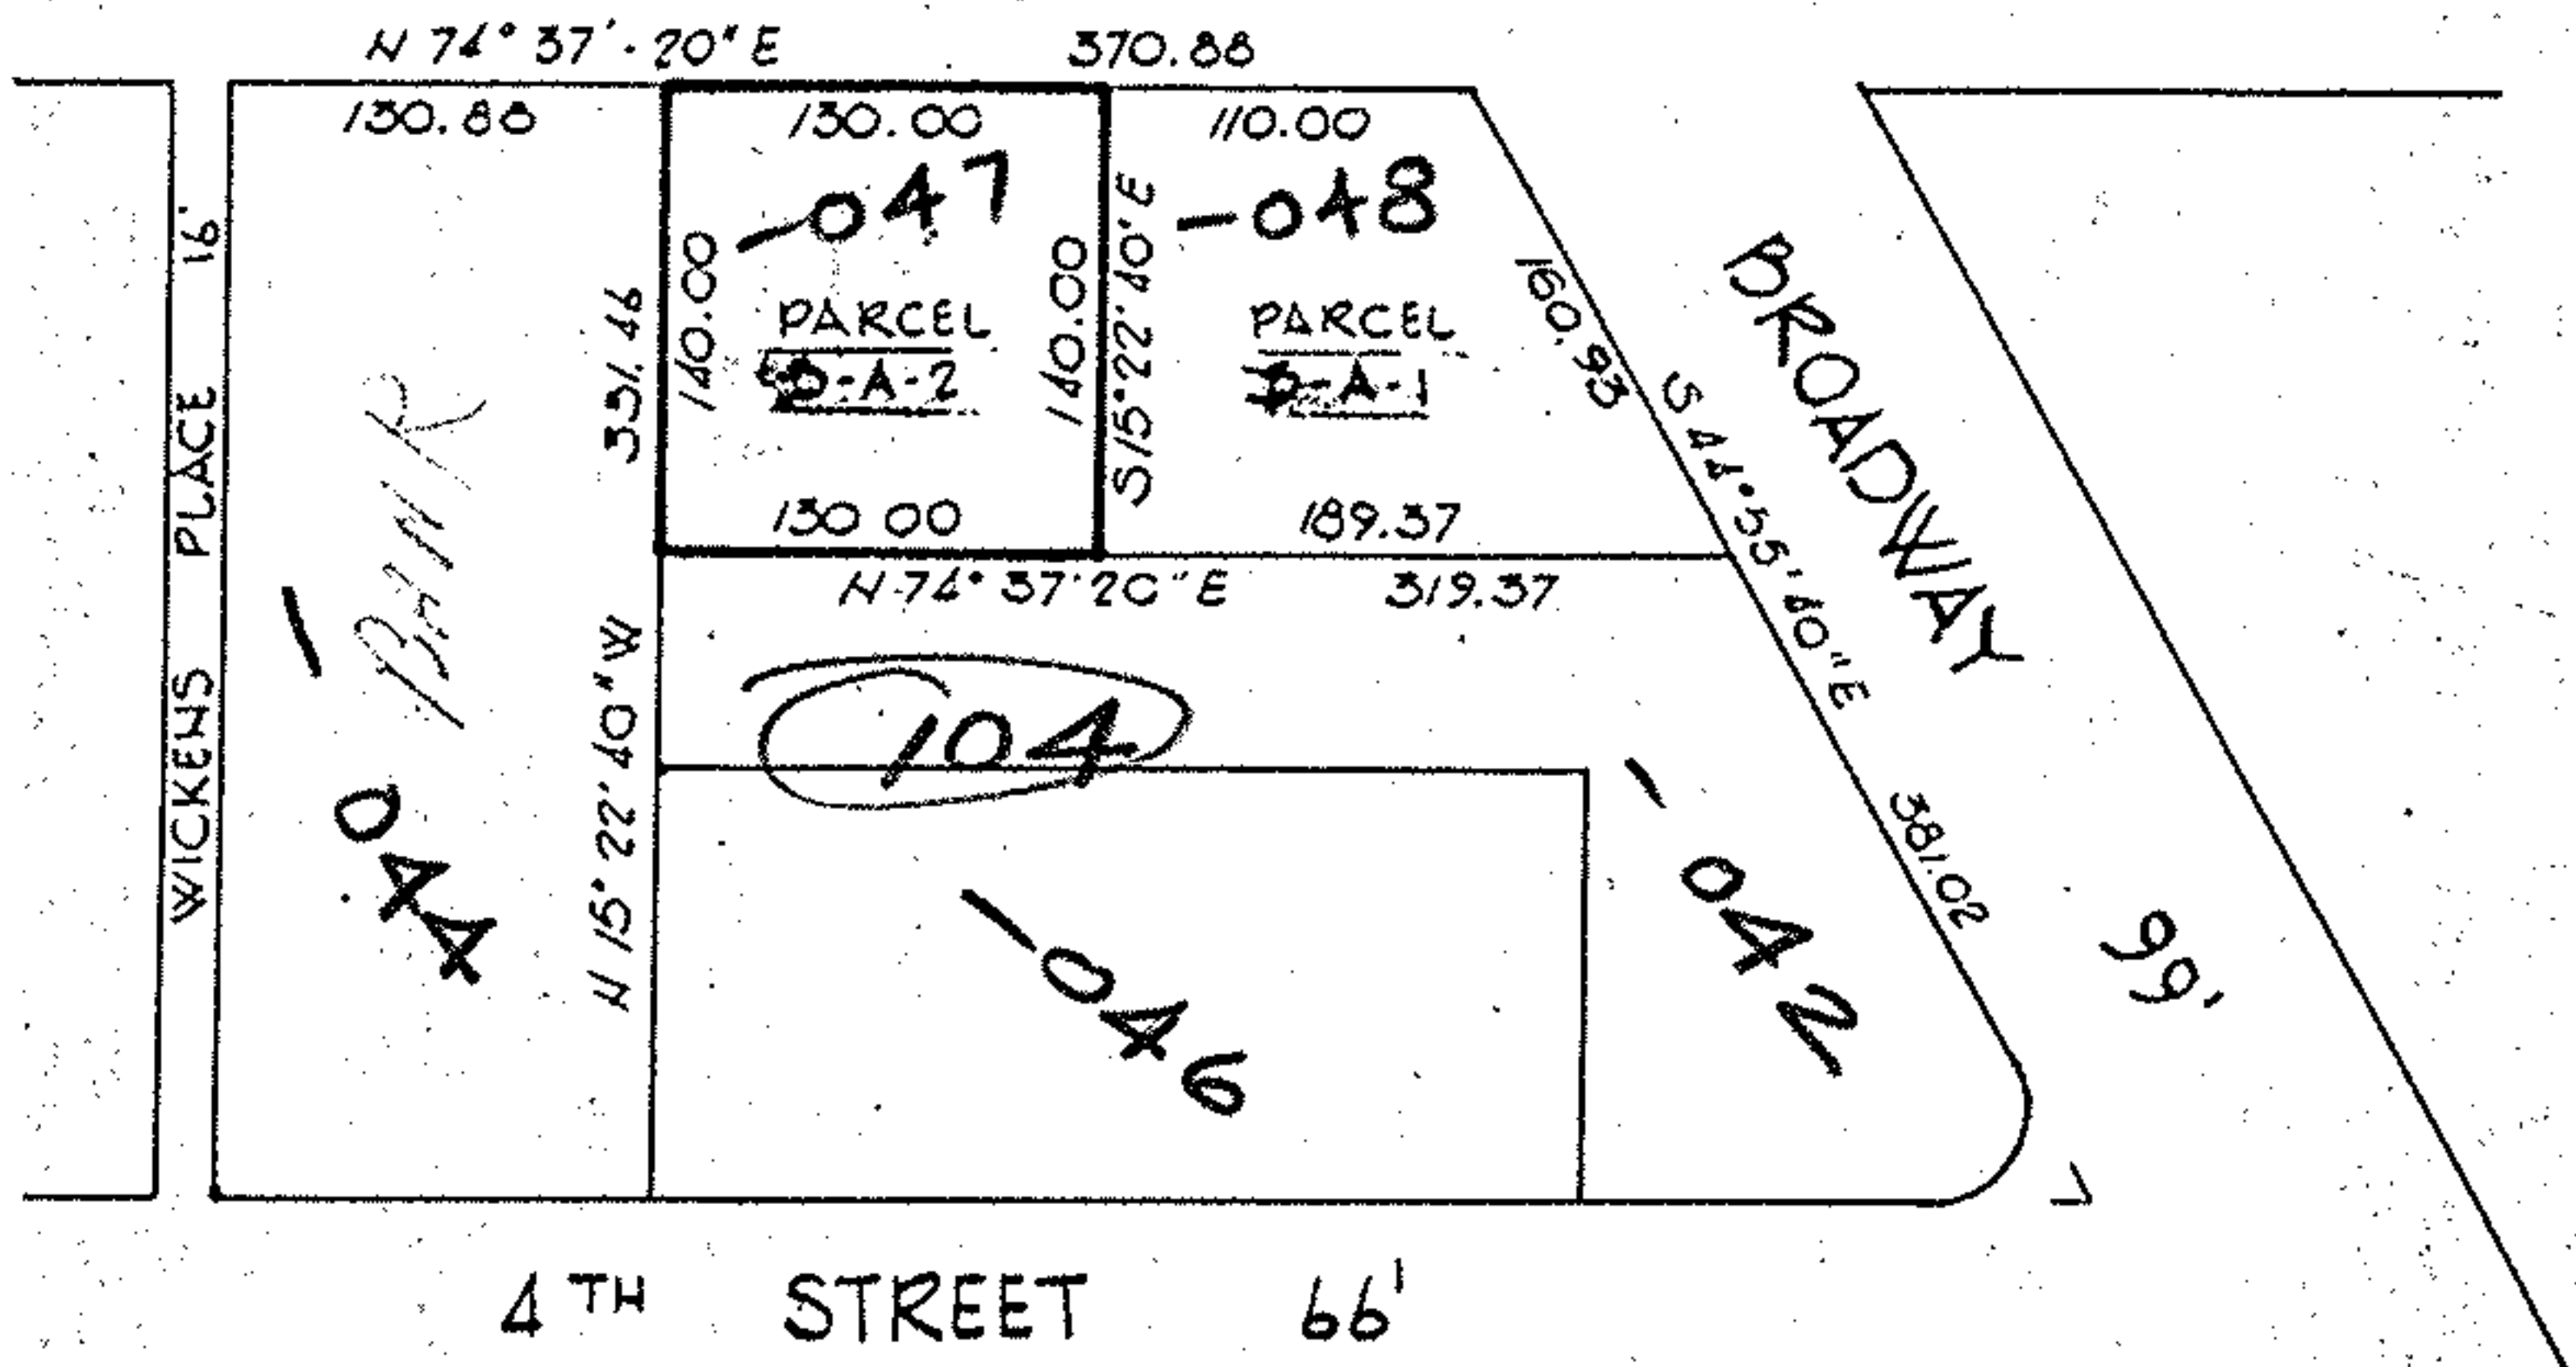 N 74° 37'-20" E 370.88
130.88 130.00 110.00
-047 -048
WICKENS PLACE 16'
331.46
140.00
140.00
S 15° 22' 40" E
PARCEL
-A-2
PARCEL
-A-1
160.93
BROADWAY
S 44° 55' 40" E
130 00 189.37
N 74° 37' 20" E 319.37
BANK
-044
N 15° 22' 40" W
104
-046
-042
381.02
99'
4TH STREET 66'